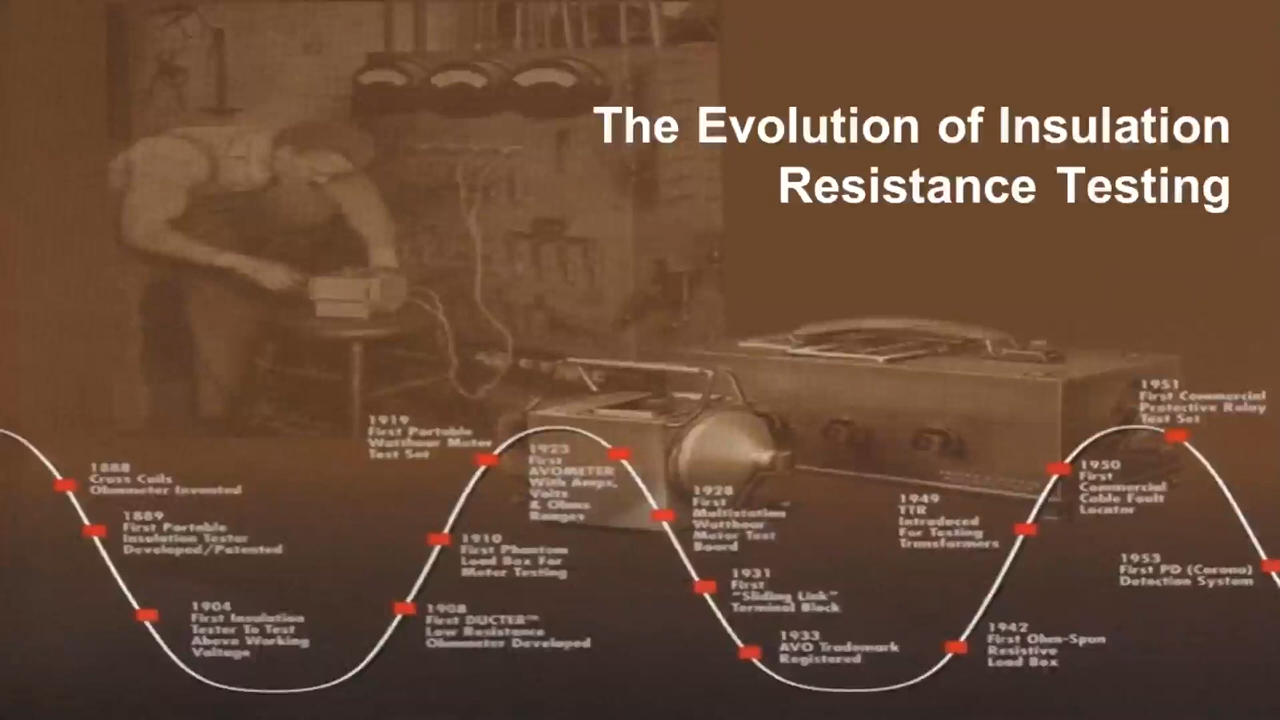 The Evolution of Insulation
Resistance Testing
1888
Cross Coils
Ohmmeter Invented
1889
First Portable
Insulation Tester
Developed/Patented
1904
First Insulation
Tester To Test
Above Working
Voltage
1919
First Portable
Watthour Meter
Test Set
1910
First Phantom
Load Box For
Meter Testing
1908
First DUCTER™
Low Resistance
Ohmmeter Developed
1923
First
AVOMETER
With Amps,
Volts
& Ohms
Ranges
1928
First
Multistation
Watthour
Meter Test
Board
1931
First
"Sliding Link"
Terminal Block
1933
AVO Trademark
Registered
1949
TTR
Introduced
For Testing
Transformers
1942
First Ohm-Spun
Resistive
Load Box
1951
First Commercial
Protective Relay
Test Set
1950
First
Commercial
Cable Fault
Locator
1953
First PD (Corona)
Detection System